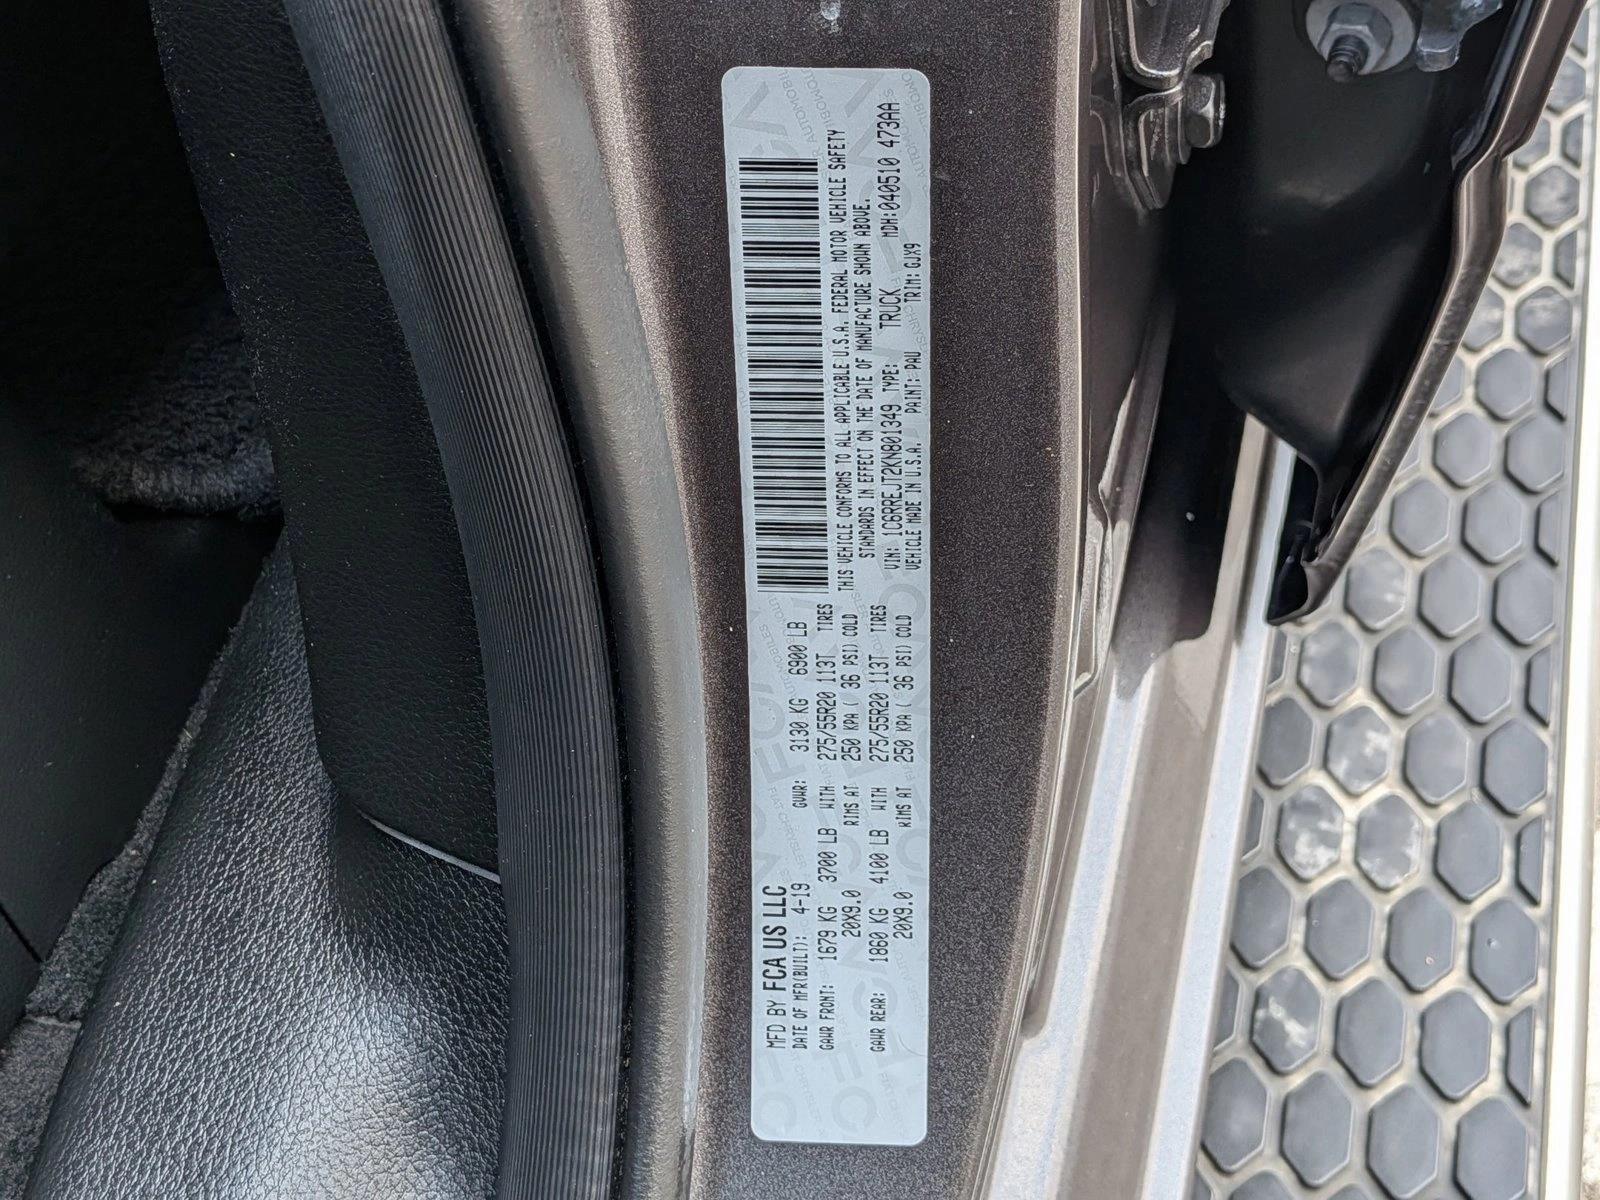 MFD BY FCA US LLC
DATE OF MFR(BUILT): 4-19 GVWR: 3130 KG 6900 LB
GAWR FRONT: 1679 KG 3700 LB WITH 275/55R20 113T TIRES
20X9.0 RIMS AT 250 KPA ( 36 PSI) COLD
GAWR REAR: 1860 KG 4100 LB WITH 275/55R20 113T TIRES
20X9.0 RIMS AT 250 KPA ( 36 PSI) COLD
THIS VEHICLE CONFORMS TO ALL APPLICABLE U.S.A. FEDERAL MOTOR VEHICLE SAFETY
STANDARDS IN EFFECT ON THE DATE OF MANUFACTURE SHOWN ABOVE.
VIN: 1C6RREJT2KN801349 TYPE: TRUCK MDH:040510 473AA
VEHICLE MADE IN U.S.A. PAINT: PAU TRIM: GJX9